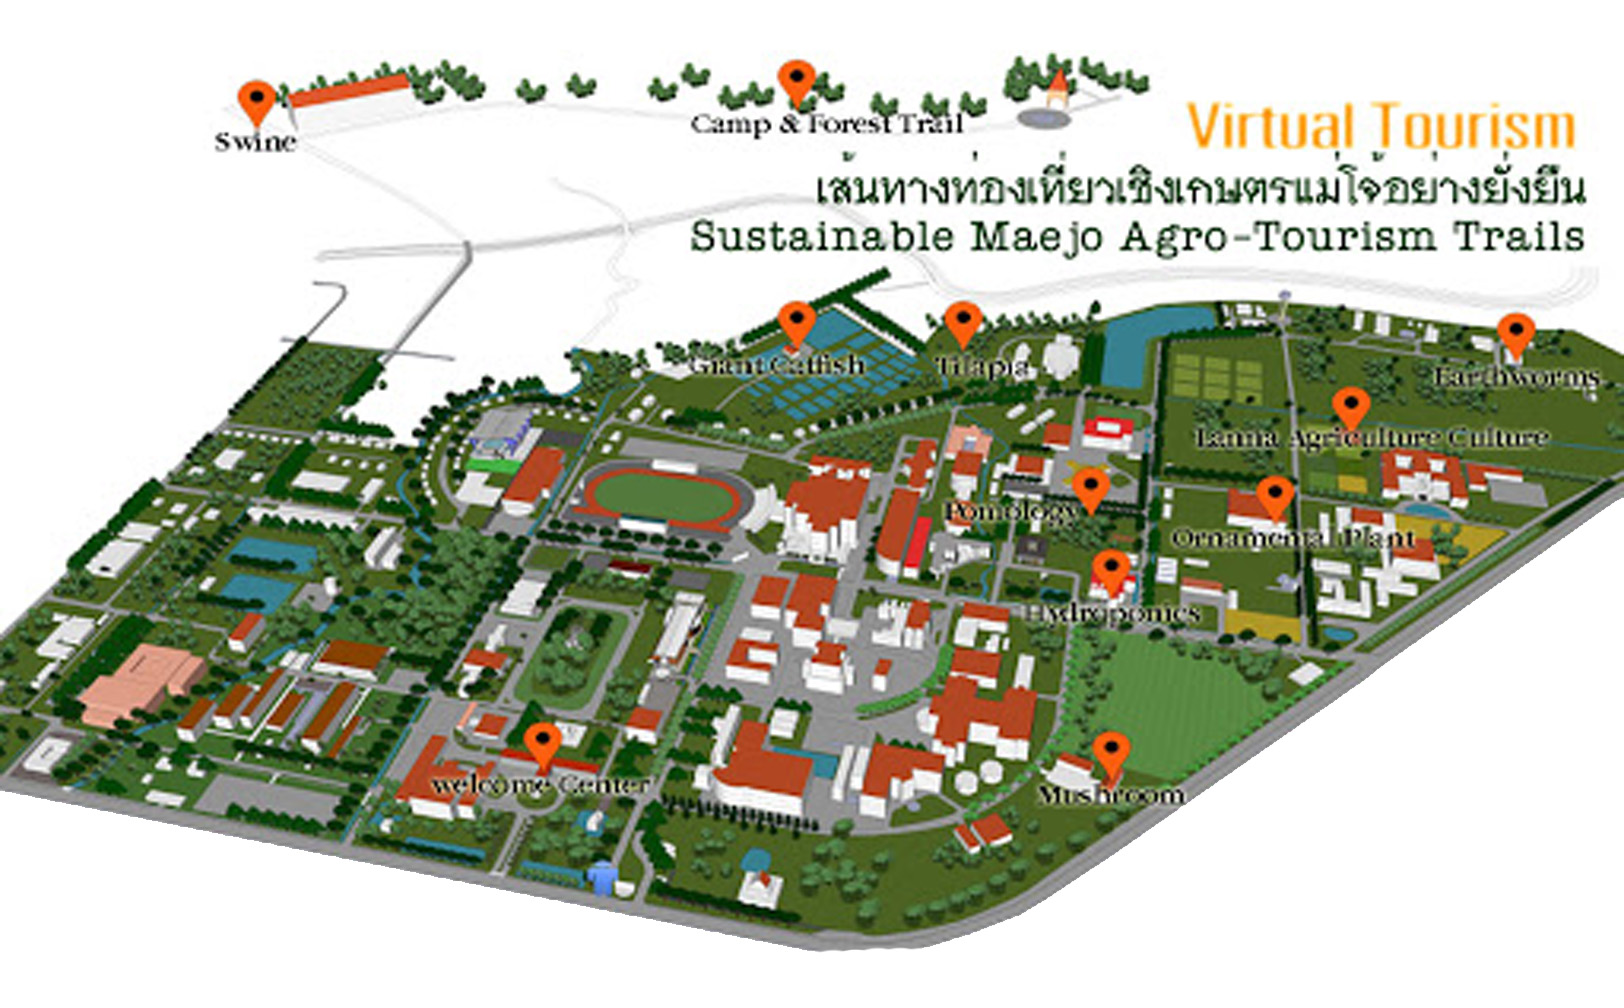 Swine
Camp & Forest Trail
Virtual Tourism
เส้นทางท่องเที่ยวเชิงเกษตรแม่โจ้อย่างยั่งยืน
Sustainable Maejo Agro-Tourism Trails
Giant Catfish
Tilapia
Earthworms
Lanna Agriculture Culture
Pomology
Ornamental Plant
Hydroponics
welcome Center
Mushroom